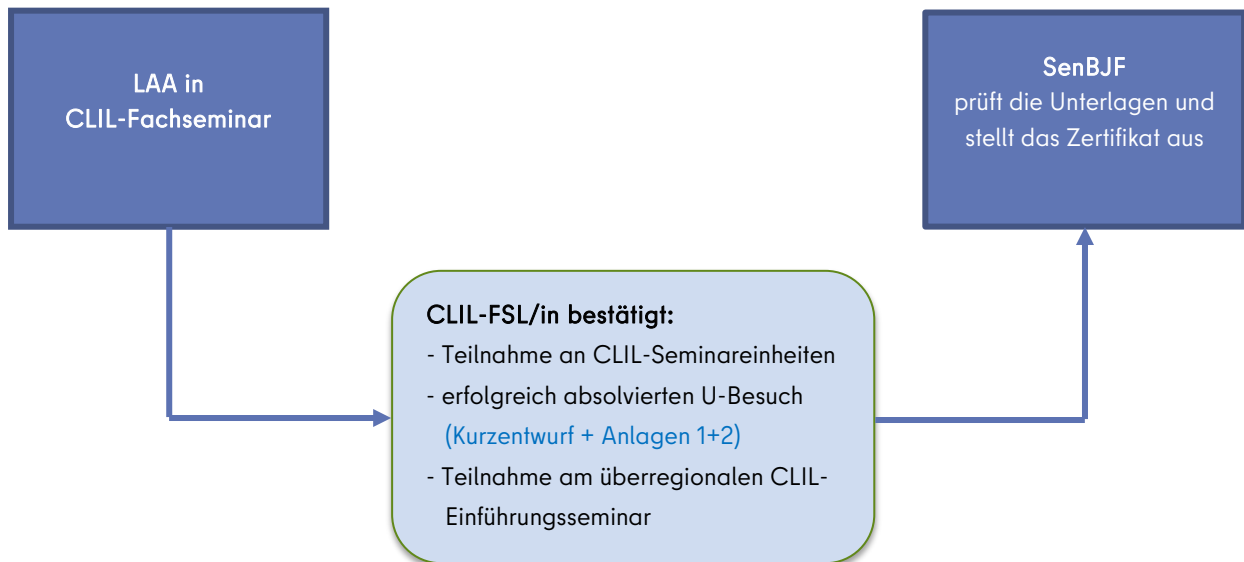 LAA in
CLIL-Fachseminar
SenBJF
prüft die Unterlagen und
stellt das Zertifikat aus
CLIL-FSL/in bestätigt:
- Teilnahme an CLIL-Seminareinheiten
- erfolgreich absolvierten U-Besuch
(Kurzentwurf + Anlagen 1+2)
- Teilnahme am überregionalen CLIL-
Einführungsseminar